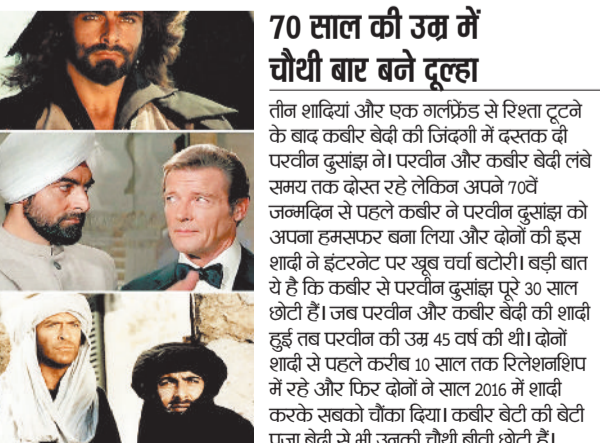 70 साल की उम्र में
चौथी बार बने दूल्हा
तीन शादियां और एक गर्लफ्रेंड से रिश्ता टूटने
के बाद कबीर बेदी की जिंदगी में दस्तक दी
परवीन दुसांझ ने। परवीन और कबीर बेदी लंबे
समय तक दोस्त रहे लेकिन अपने 70वें
जन्मदिन से पहले कबीर ने परवीन दुसांझ को
अपना हमसफर बना लिया और दोनों की इस
शादी ने इंटरनेट पर खूब चर्चा बटोरी। बड़ी बात
ये है कि कबीर से परवीन दुसांझ पूरे 30 साल
छोटी हैं। जब परवीन और कबीर बेदी की शादी
हुई तब परवीन की उम्र 45 वर्ष की थी। दोनों
शादी से पहले करीब 10 साल तक रिलेशनशिप
में रहे और फिर दोनों ने साल 2016 में शादी
करके सबको चौंका दिया। कबीर बेटी की बेटी
पूजा बेदी से भी उनकी चौथी बीवी छोटी हैं।